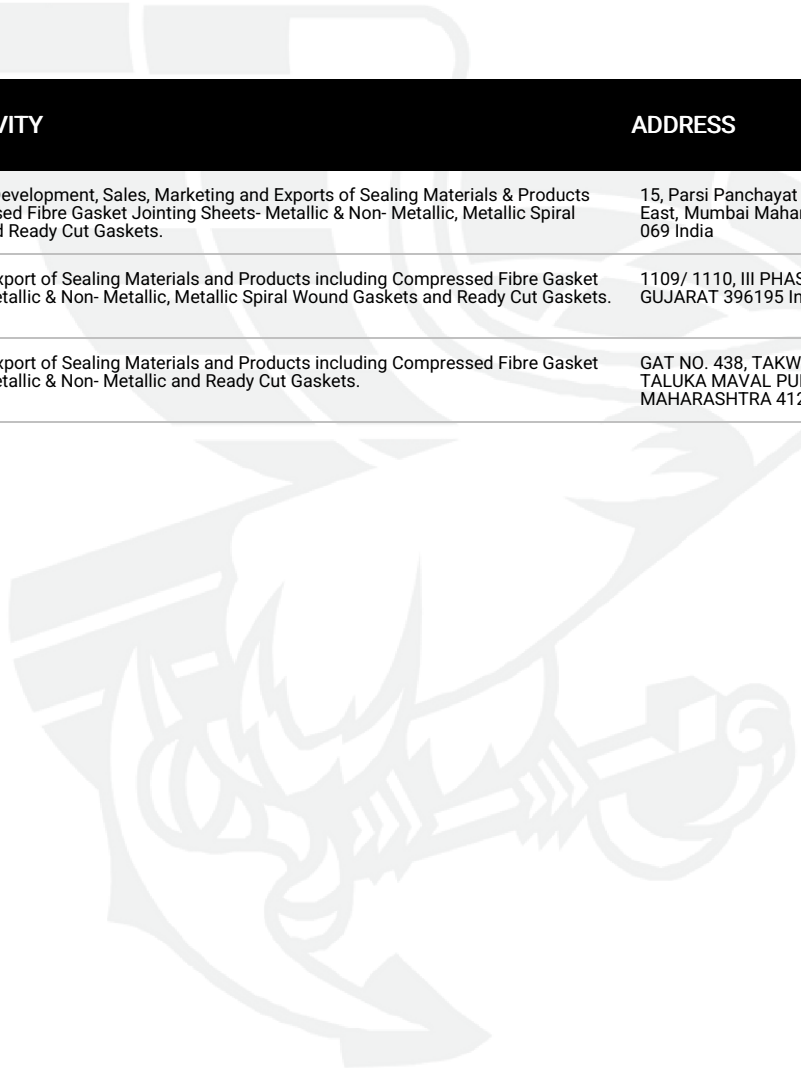 VITY ADDRESS
evelopment, Sales, Marketing and Exports of Sealing Materials & Products
sed Fibre Gasket Jointing Sheets- Metallic & Non- Metallic, Metallic Spiral
d Ready Cut Gaskets.
15, Parsi Panchayat
East, Mumbai Mahar
069 India
xport of Sealing Materials and Products including Compressed Fibre Gasket
etallic & Non- Metallic, Metallic Spiral Wound Gaskets and Ready Cut Gaskets.
1109/ 1110, III PHAS
GUJARAT 396195 In
xport of Sealing Materials and Products including Compressed Fibre Gasket
etallic & Non- Metallic and Ready Cut Gaskets.
GAT NO. 438, TAKW
TALUKA MAVAL PU
MAHARASHTRA 412